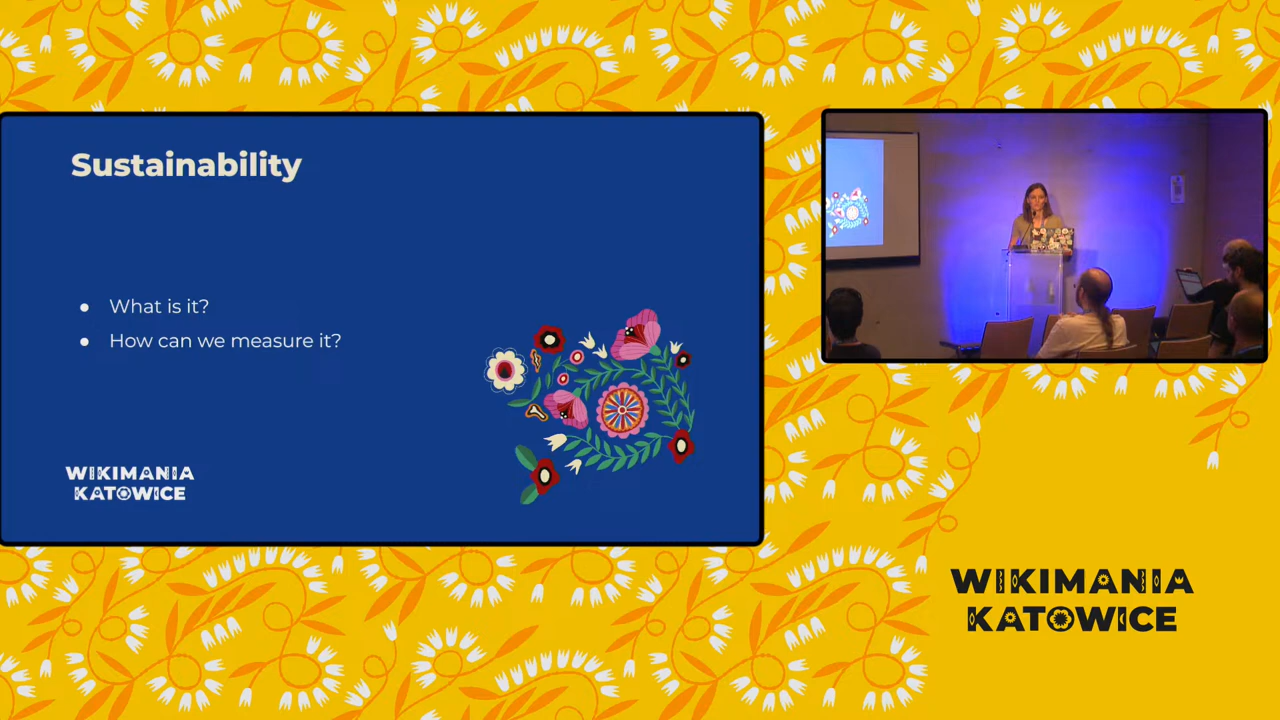 Sustainability
● What is it?
● How can we measure it?
WIKIMANIA
KATOWICE
WIKIMANIA
KATOWICE